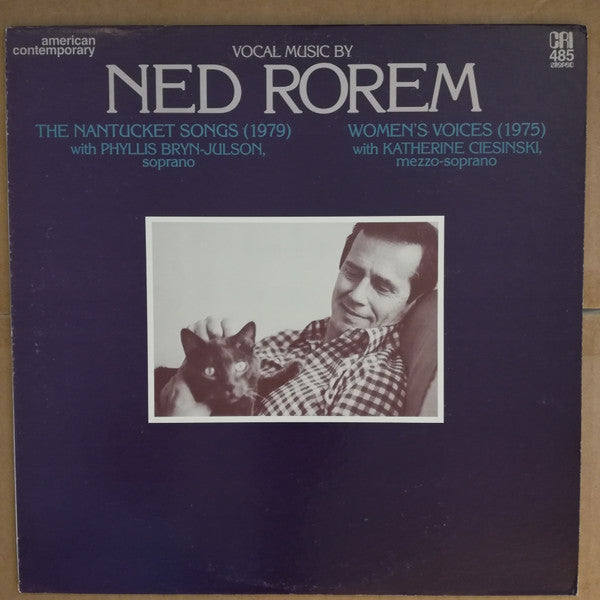 american
contemporary
CRI
485
VOCAL MUSIC BY
NED ROREM
THE NANTUCKET SONGS (1979)
with PHYLLIS BRYN-JULSON,
soprano
WOMEN'S VOICES (1975)
with KATHERINE CIESINSKI,
mezzo-soprano